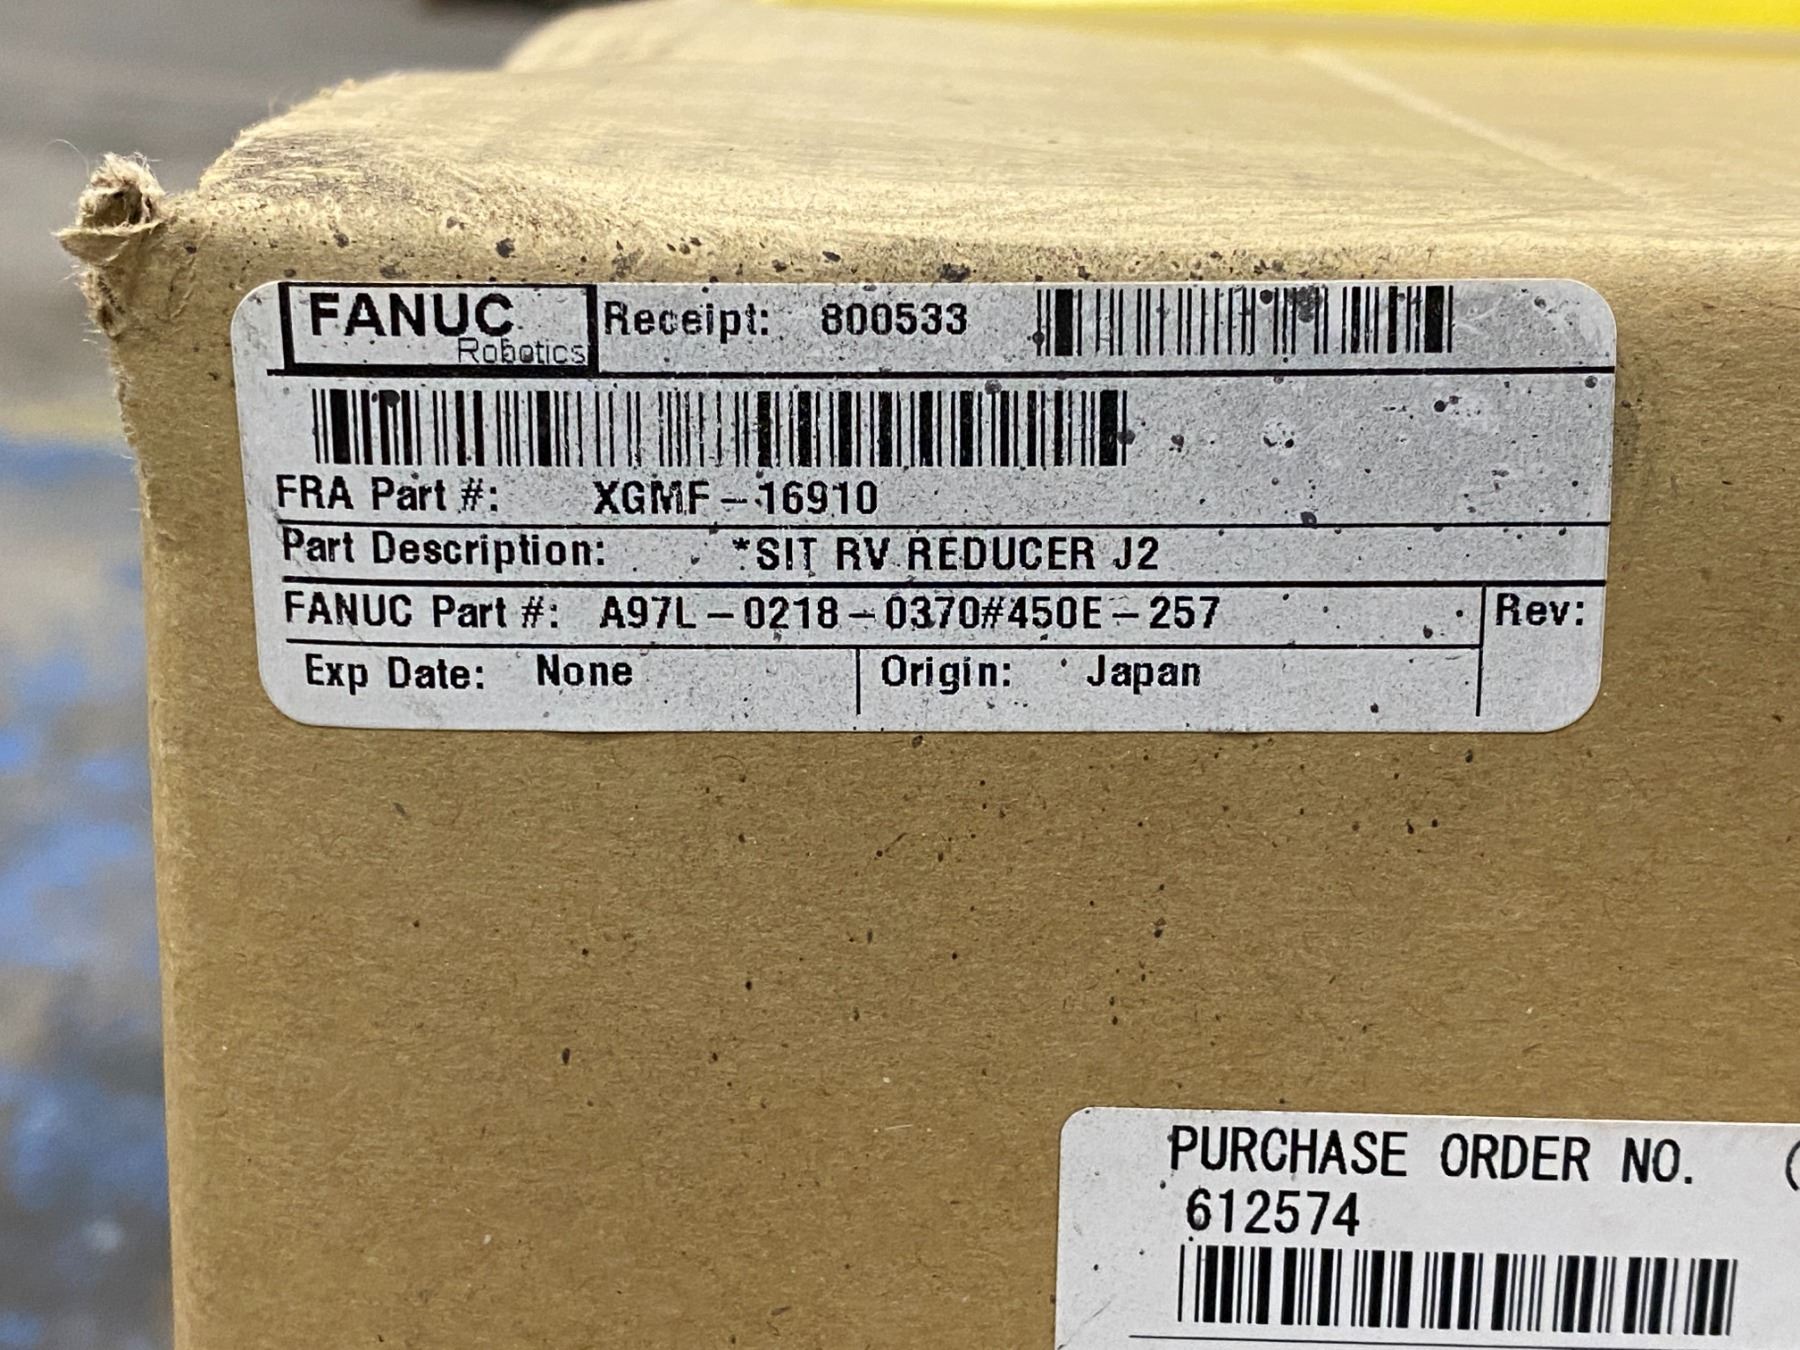 FANUC Robotics Receipt: 800533
FRA Part #: XGMF-16910
Part Description: *SIT RV REDUCER J2
FANUC Part #: A97L-0218-0370#450E-257 Rev:
Exp Date: None Origin: Japan
PURCHASE ORDER NO. (
612574